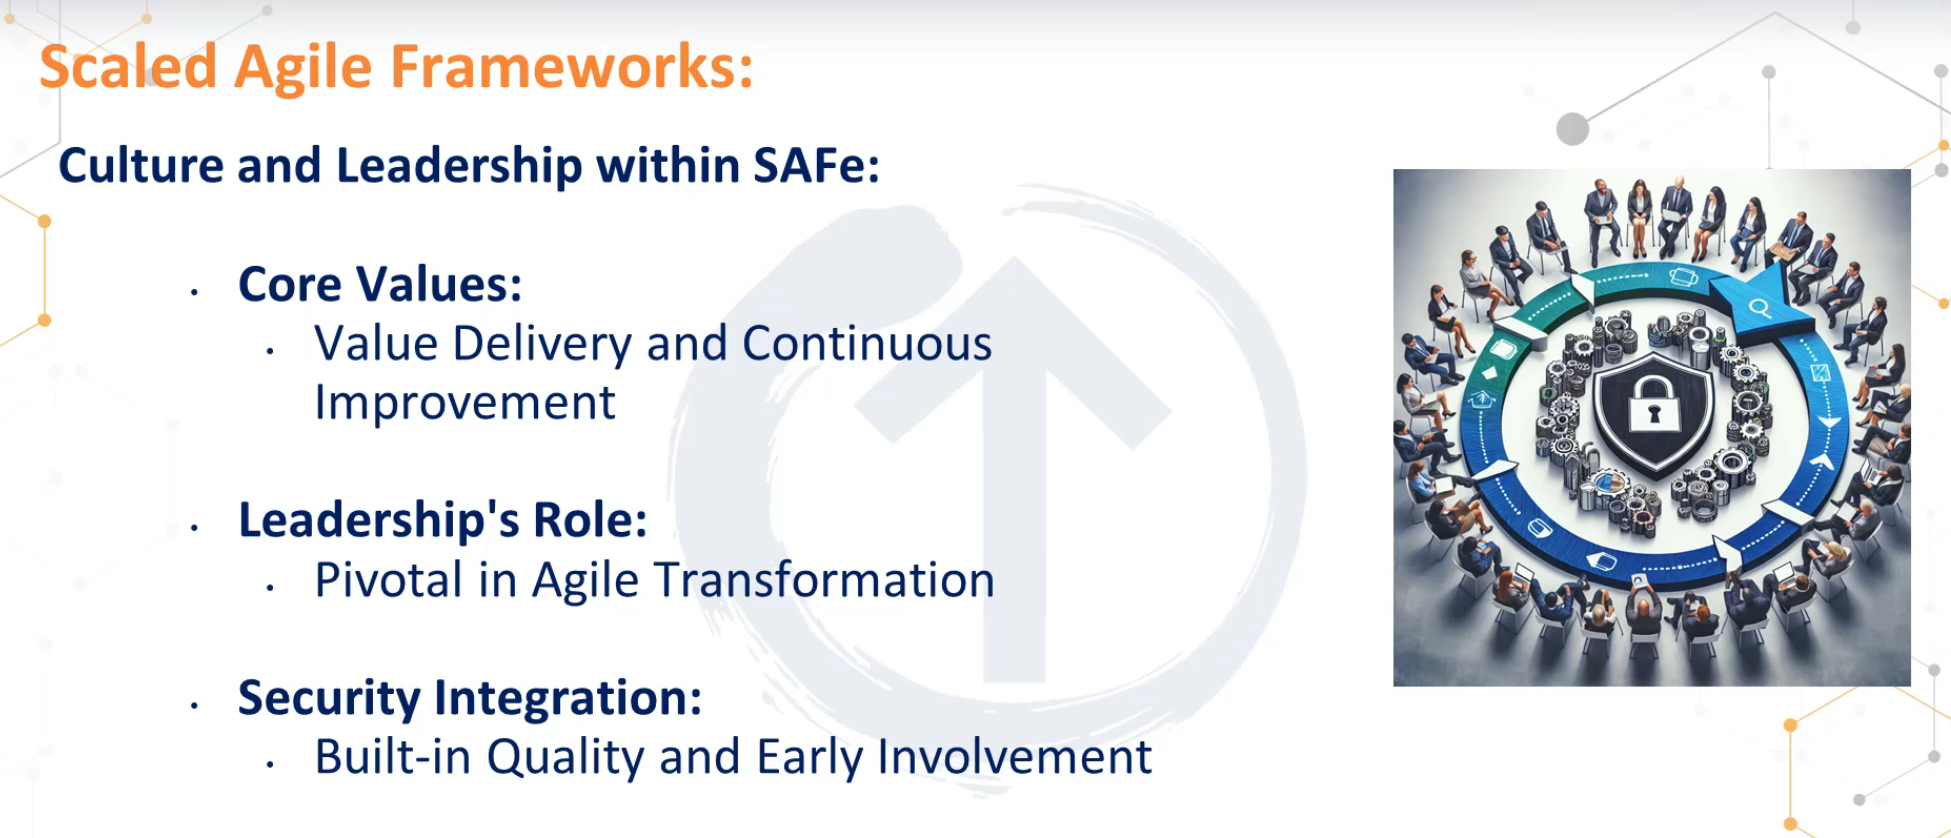 Scaled Agile Frameworks:
Culture and Leadership within SAFe:
• Core Values:
• Value Delivery and Continuous
Improvement
• Leadership's Role:
• Pivotal in Agile Transformation
• Security Integration:
• Built-in Quality and Early Involvement